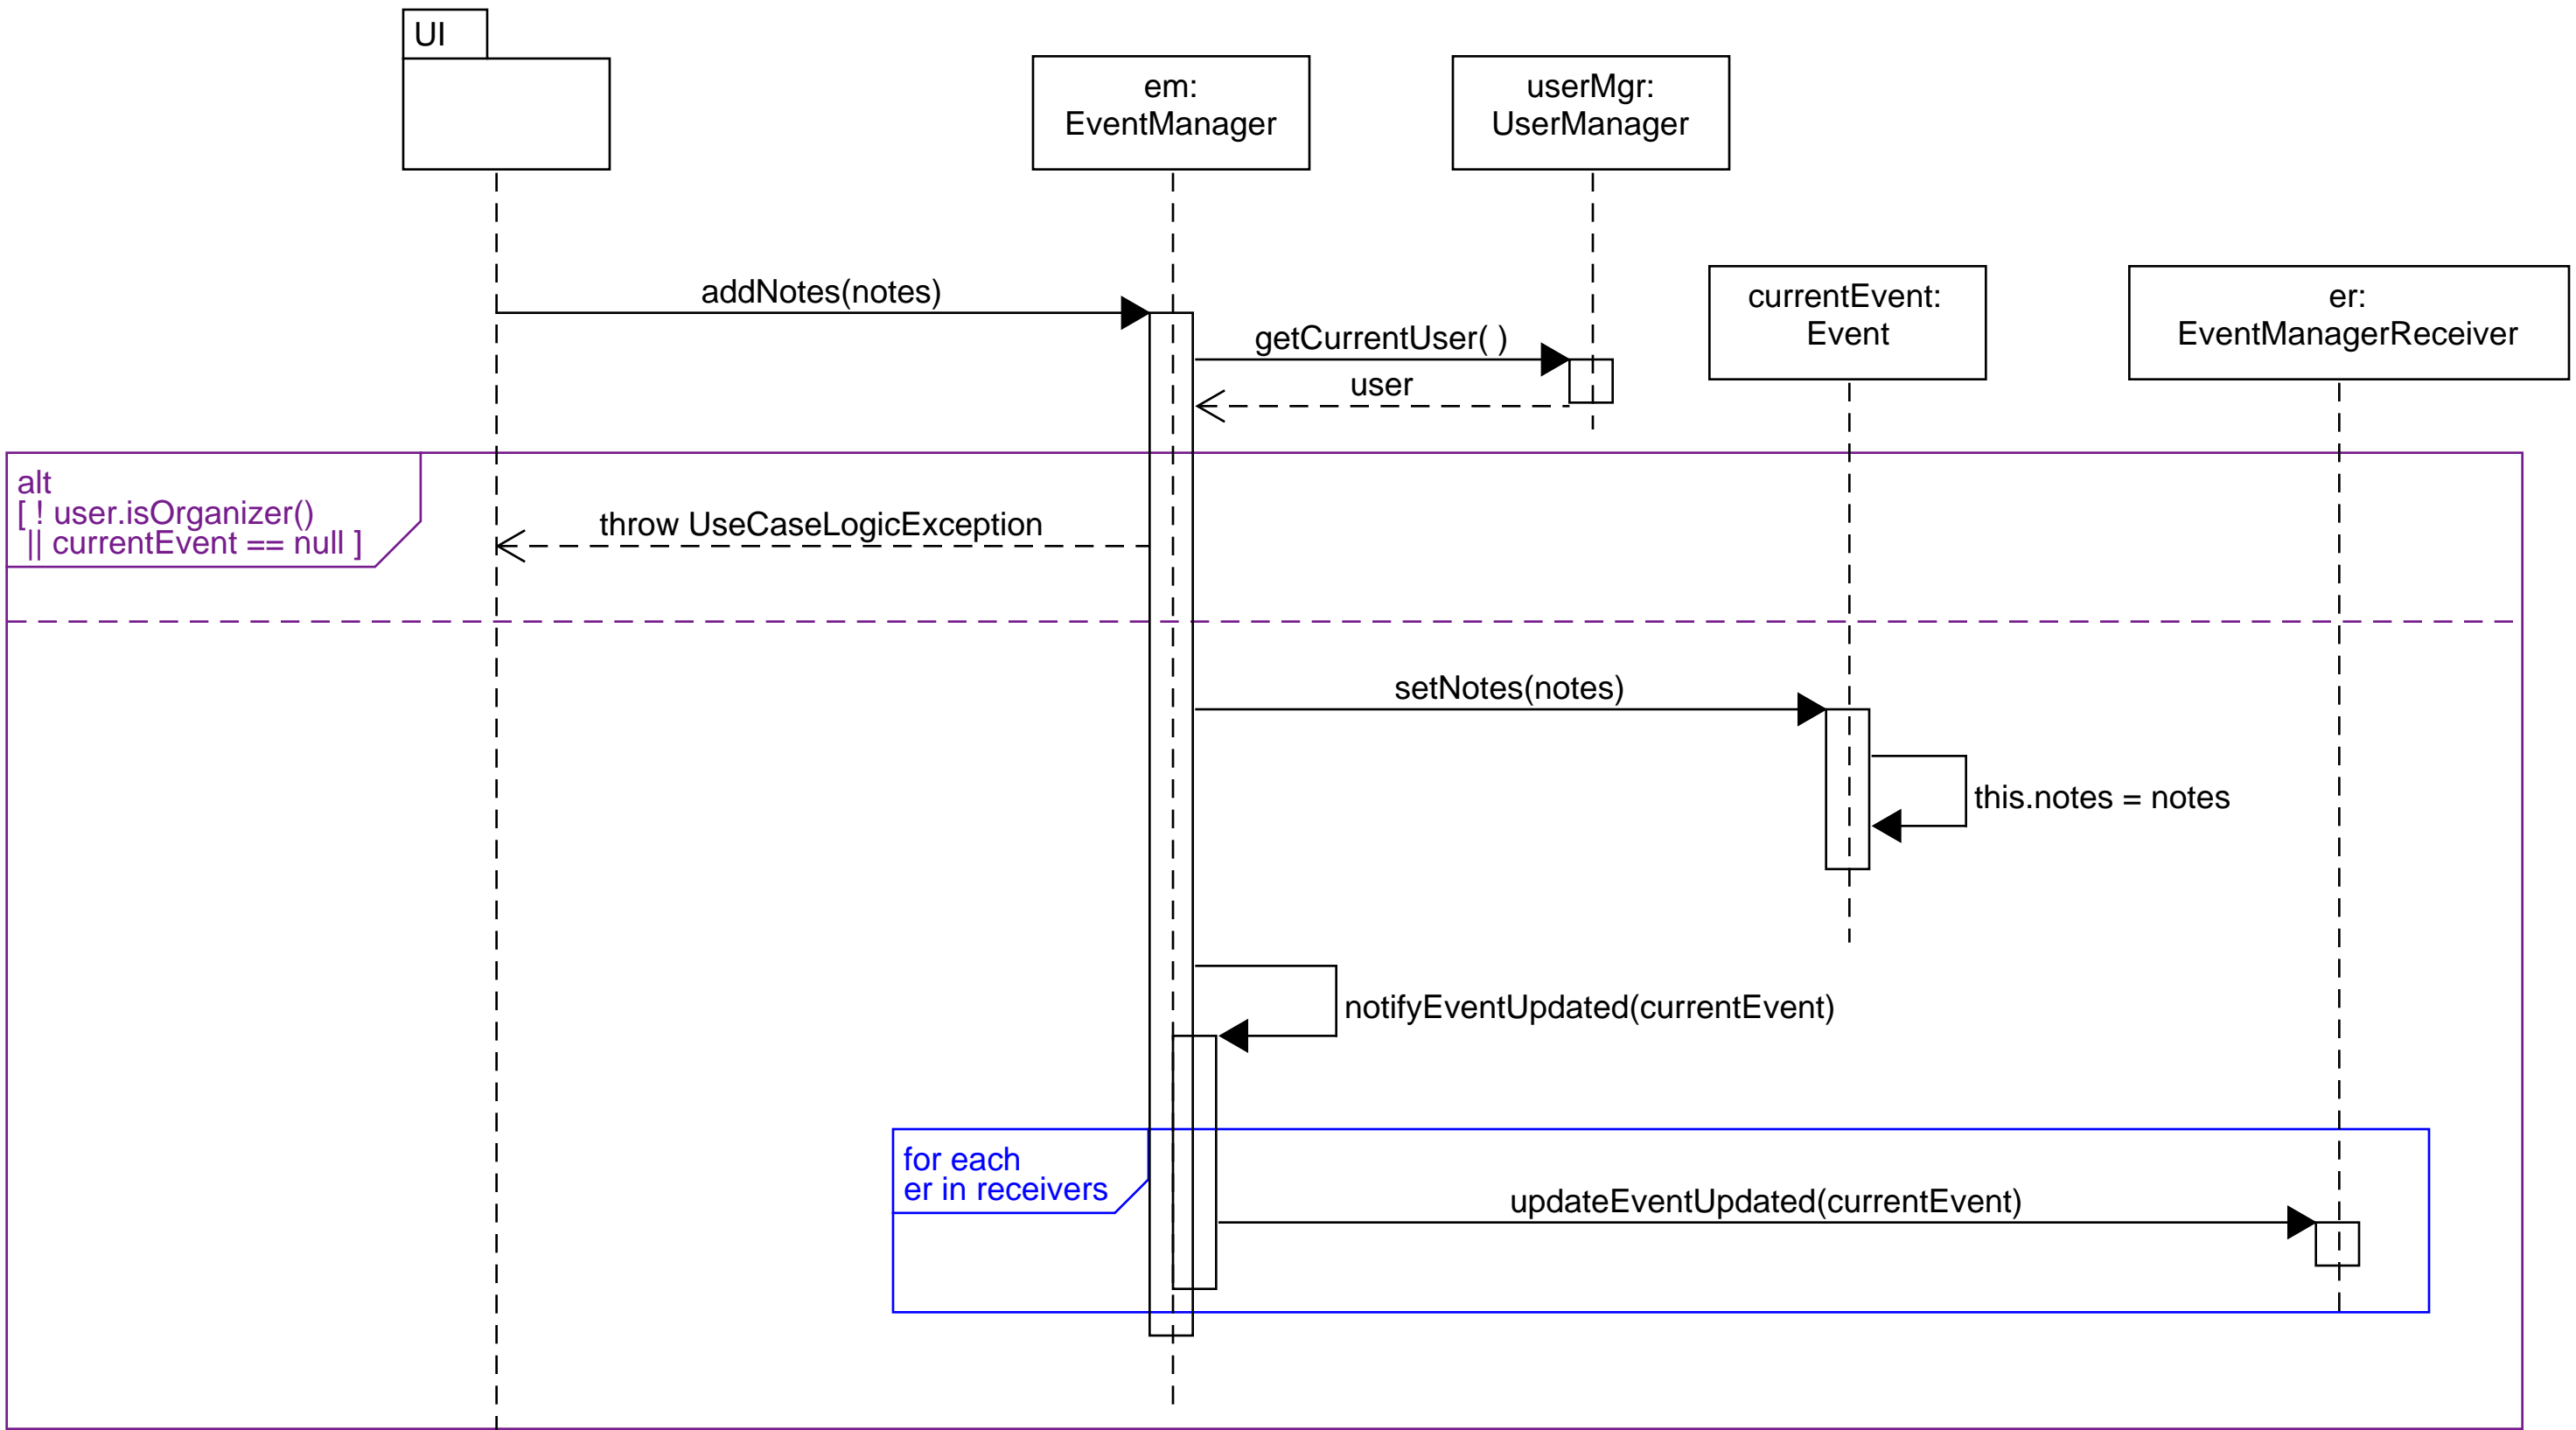 UI
em:
EventManager
userMgr:
UserManager
currentEvent:
Event
er:
EventManagerReceiver
addNotes(notes)
getCurrentUser( )
user
alt
[ ! user.isOrganizer()
|| currentEvent == null ]
throw UseCaseLogicException
setNotes(notes)
this.notes = notes
notifyEventUpdated(currentEvent)
for each
er in receivers
updateEventUpdated(currentEvent)